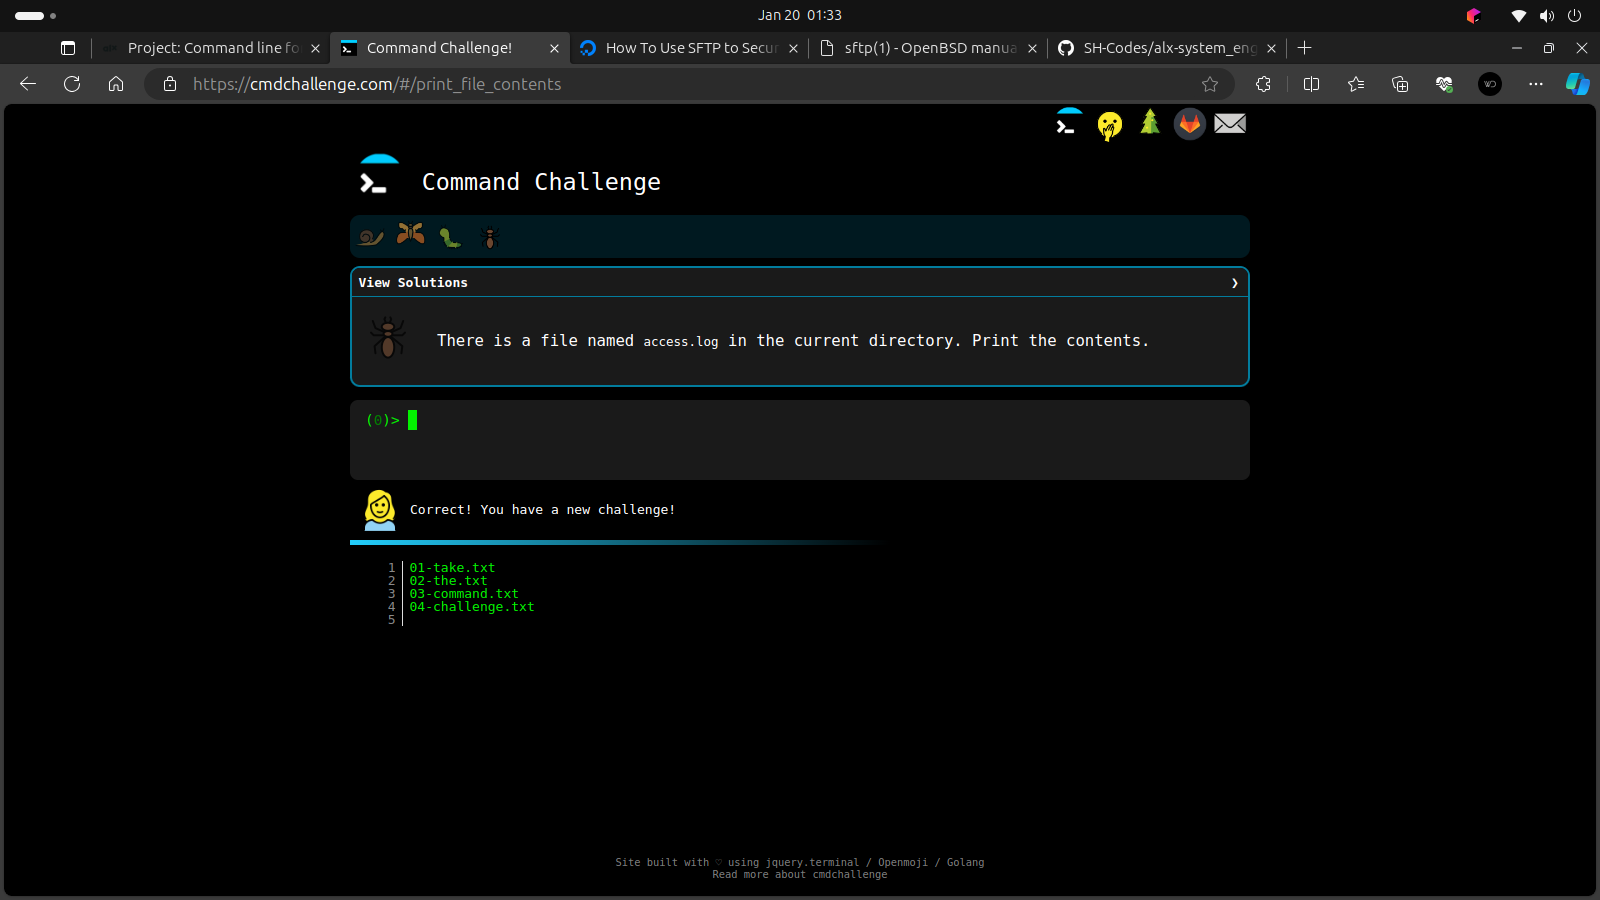 Jan 20 01:33
Project: Command line fo
Command Challenge!
How To Use SFTP to Secur
sftp(1) - OpenBSD manua
SH-Codes/alx-system_eng
https://cmdchallenge.com/#/print_file_contents
WD
Command Challenge
View Solutions
There is a file named access.log in the current directory. Print the contents.
(0)>
Correct! You have a new challenge!
1 01-take.txt
2 02-the.txt
3 03-command.txt
4 04-challenge.txt
5
Site built with ♡ using jquery.terminal / Openmoji / Golang
Read more about cmdchallenge